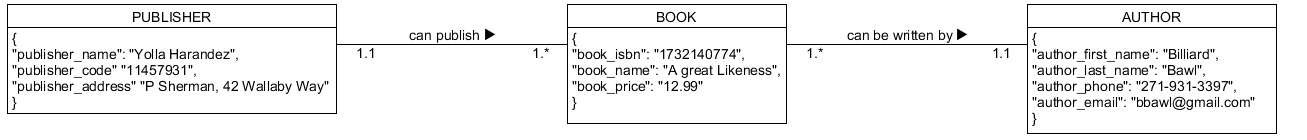 PUBLISHER
{
"publisher_name": "Yolla Harandez",
"publisher_code" "11457931",
"publisher_address" "P Sherman, 42 Wallaby Way"
}
can publish ▶
1.1
1.*
BOOK
{
"book_isbn": "1732140774",
"book_name": "A great Likeness",
"book_price": "12.99"
}
can be written by ▶
1.*
1.1
AUTHOR
{
"author_first_name": "Billiard",
"author_last_name": "Bawl",
"author_phone": "271-931-3397",
"author_email": "bbawl@gmail.com"
}